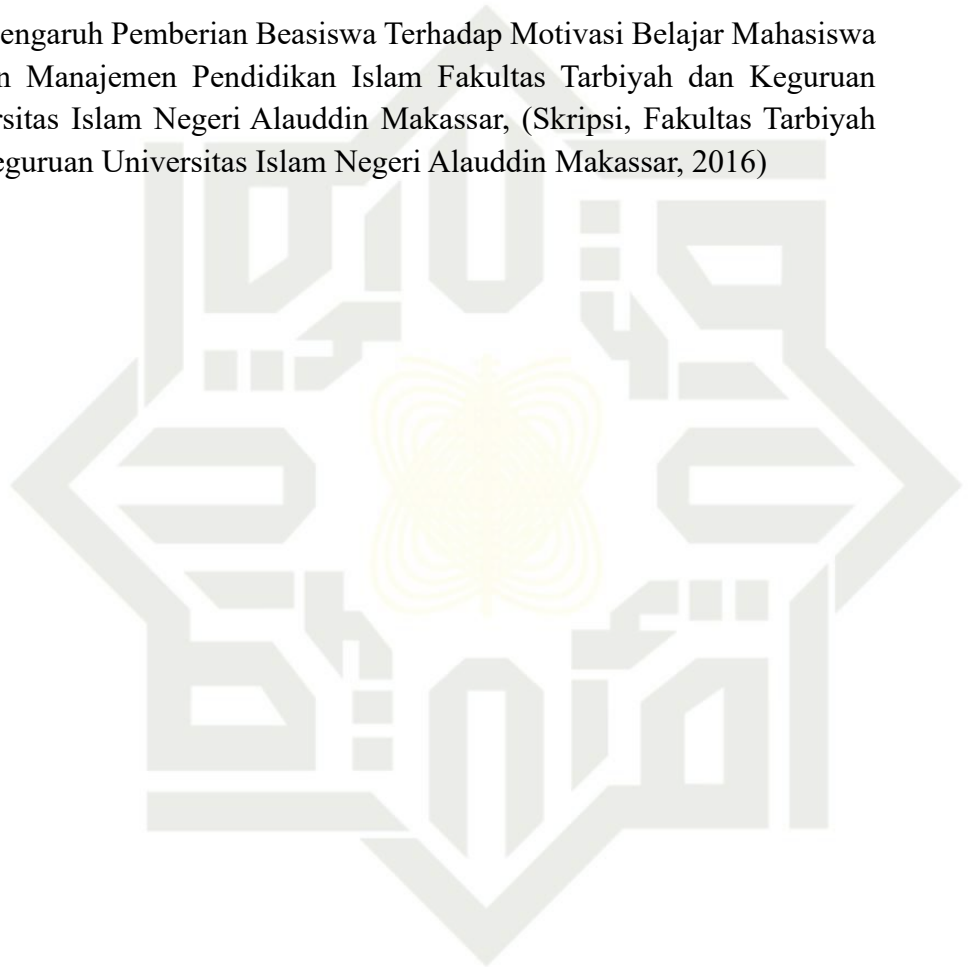 engaruh Pemberian Beasiswa Terhadap Motivasi Belajar Mahasiswa
n Manajemen Pendidikan Islam Fakultas Tarbiyah dan Keguruan
rsitas Islam Negeri Alauddin Makassar, (Skripsi, Fakultas Tarbiyah
eguruan Universitas Islam Negeri Alauddin Makassar, 2016)